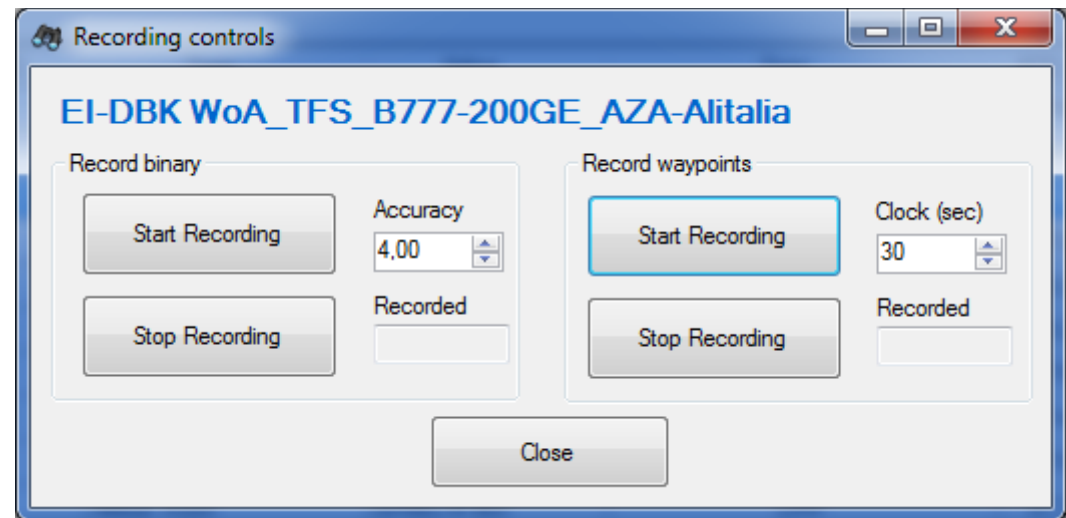 Recording controls
EI-DBK WoA_TFS_B777-200GE_AZA-Alitalia
Record binary
Start Recording
Accuracy
4,00
Stop Recording
Recorded
Record waypoints
Start Recording
Clock (sec)
30
Stop Recording
Recorded
Close